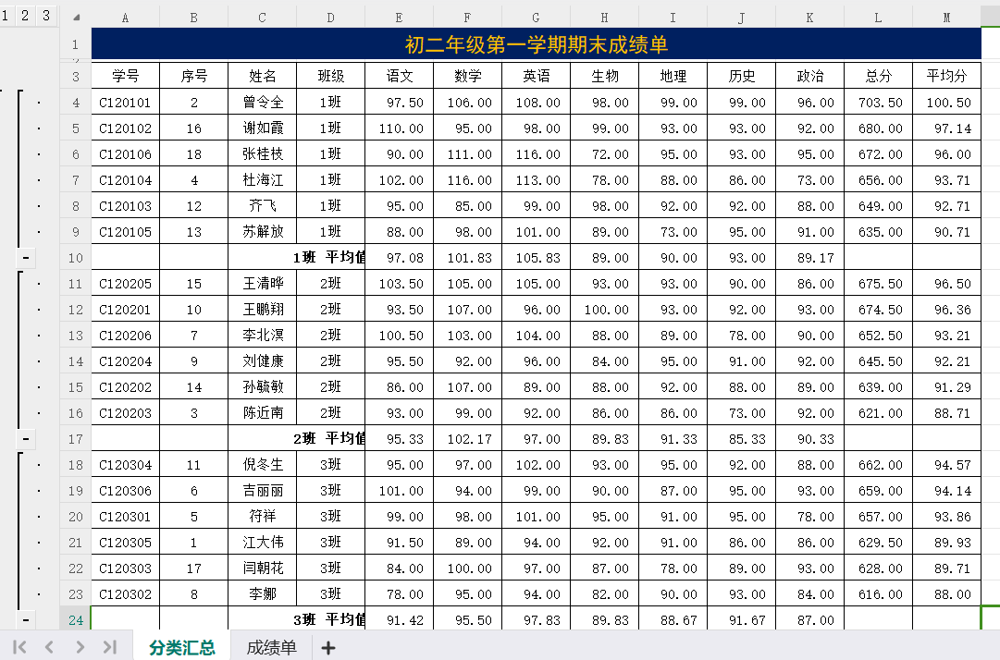 1 2 3 A B C D E F G H I J K L M
1 初二年级第一学期期末成绩单
3 学号 序号 姓名 班级 语文 数学 英语 生物 地理 历史 政治 总分 平均分
4 C120101 2 曾令全 1班 97.50 106.00 108.00 98.00 99.00 99.00 96.00 703.50 100.50
5 C120102 16 谢如霞 1班 110.00 95.00 98.00 99.00 93.00 93.00 92.00 680.00 97.14
6 C120106 18 张桂枝 1班 90.00 111.00 116.00 72.00 95.00 93.00 95.00 672.00 96.00
7 C120104 4 杜海江 1班 102.00 116.00 113.00 78.00 88.00 86.00 73.00 656.00 93.71
8 C120103 12 齐飞 1班 95.00 85.00 99.00 98.00 92.00 92.00 88.00 649.00 92.71
9 C120105 13 苏解放 1班 88.00 98.00 101.00 89.00 73.00 95.00 91.00 635.00 90.71
10 1班 平均值 97.08 101.83 105.83 89.00 90.00 93.00 89.17
11 C120205 15 王清晔 2班 103.50 105.00 105.00 93.00 93.00 90.00 86.00 675.50 96.50
12 C120201 10 王鹏翔 2班 93.50 107.00 96.00 100.00 93.00 92.00 93.00 674.50 96.36
13 C120206 7 李北溟 2班 100.50 103.00 104.00 88.00 89.00 78.00 90.00 652.50 93.21
14 C120204 9 刘健康 2班 95.50 92.00 96.00 84.00 95.00 91.00 92.00 645.50 92.21
15 C120202 14 孙毓敏 2班 86.00 107.00 89.00 88.00 92.00 88.00 89.00 639.00 91.29
16 C120203 3 陈近南 2班 93.00 99.00 92.00 86.00 86.00 73.00 92.00 621.00 88.71
17 2班 平均值 95.33 102.17 97.00 89.83 91.33 85.33 90.33
18 C120304 11 倪冬生 3班 95.00 97.00 102.00 93.00 95.00 92.00 88.00 662.00 94.57
19 C120306 6 吉丽丽 3班 101.00 94.00 99.00 90.00 87.00 95.00 93.00 659.00 94.14
20 C120301 5 符祥 3班 99.00 98.00 101.00 95.00 91.00 95.00 78.00 657.00 93.86
21 C120305 1 江大伟 3班 91.50 89.00 94.00 92.00 91.00 86.00 86.00 629.50 89.93
22 C120303 17 闫朝花 3班 84.00 100.00 97.00 87.00 78.00 89.00 93.00 628.00 89.71
23 C120302 8 李娜 3班 78.00 95.00 94.00 82.00 90.00 93.00 84.00 616.00 88.00
24 3班 平均值 91.42 95.50 97.83 89.83 88.67 91.67 87.00
分类汇总 成绩单